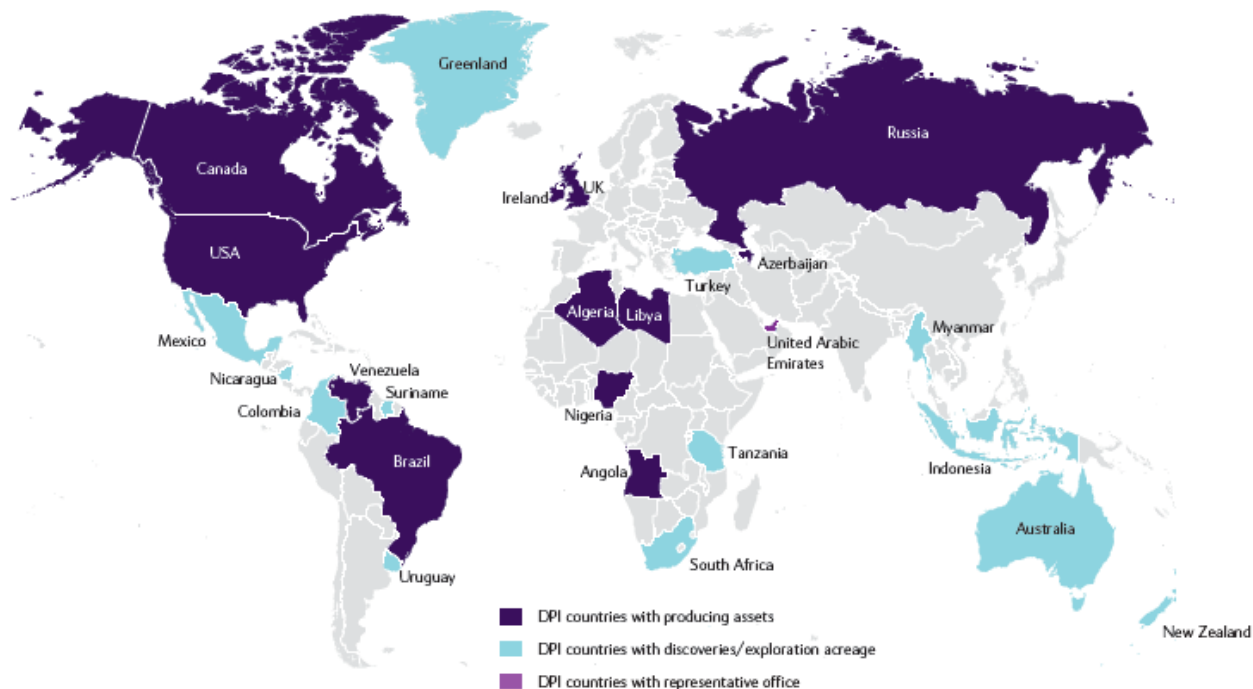 Greenland
Russia
Canada
UK
Ireland
USA
Azerbaijan
Turkey
Algeria
Libya
Mexico
Myanmar
United Arabic
Emirates
Nicaragua
Venezuela
Suriname
Colombia
Nigeria
Brazil
Tanzania
Angola
Indonesia
Australia
South Africa
Uruguay
New Zealand
DPI countries with producing assets
DPI countries with discoveries/exploration acreage
DPI countries with representative office